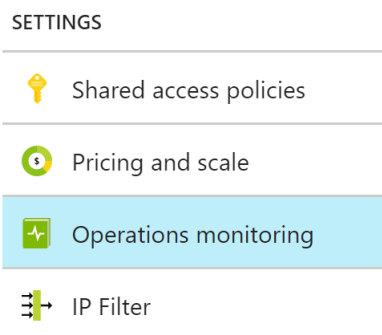 SETTINGS
Shared access policies
Pricing and scale
Operations monitoring
IP Filter